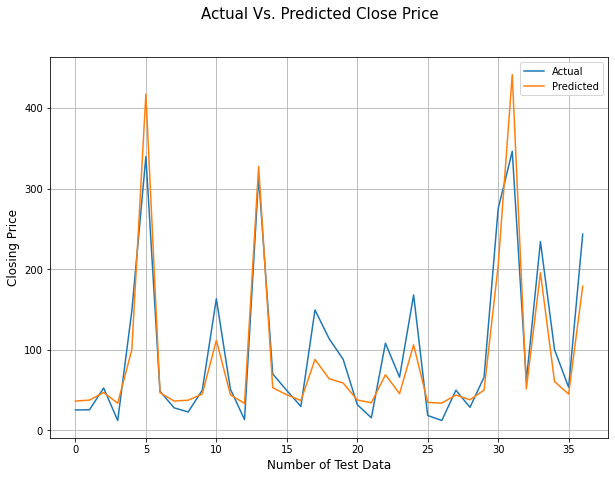 Actual Vs. Predicted Close Price
Actual
Predicted
400
300
200
100
0
Closing Price
0 5 10 15 20 25 30 35
Number of Test Data